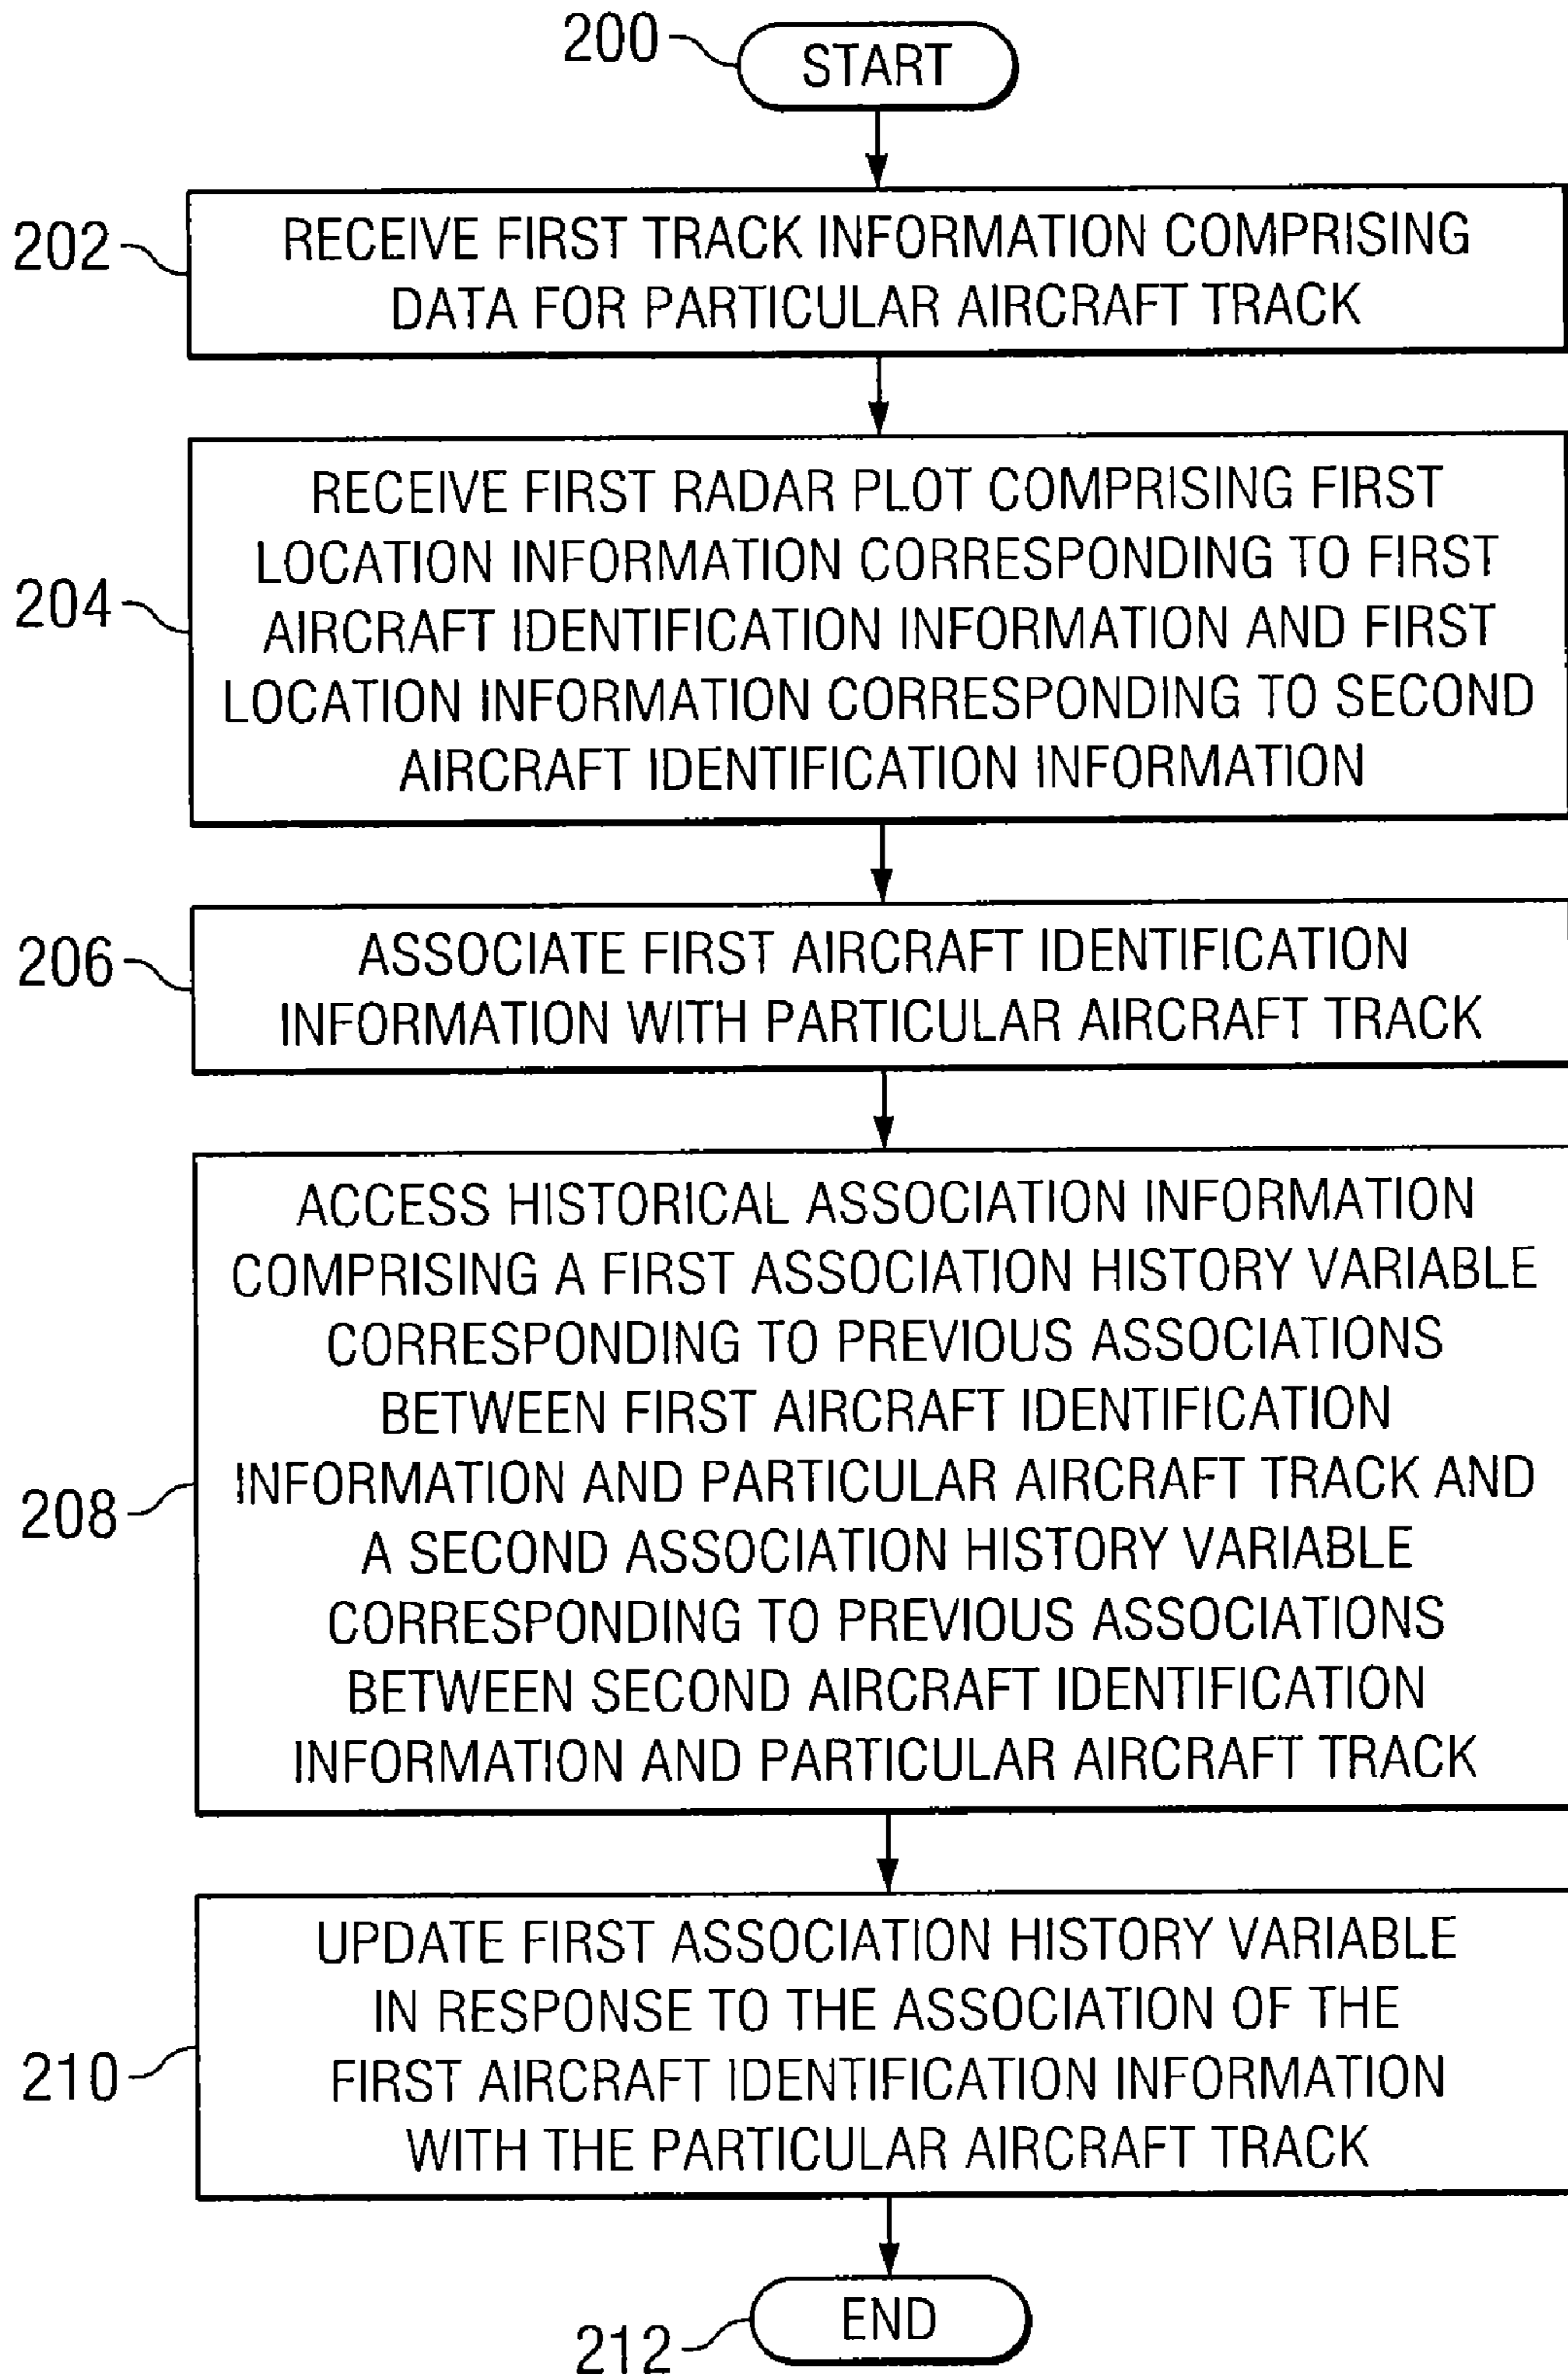 200
START
202
RECEIVE FIRST TRACK INFORMATION COMPRISING
DATA FOR PARTICULAR AIRCRAFT TRACK
204
RECEIVE FIRST RADAR PLOT COMPRISING FIRST
LOCATION INFORMATION CORRESPONDING TO FIRST
AIRCRAFT IDENTIFICATION INFORMATION AND FIRST
LOCATION INFORMATION CORRESPONDING TO SECOND
AIRCRAFT IDENTIFICATION INFORMATION
206
ASSOCIATE FIRST AIRCRAFT IDENTIFICATION
INFORMATION WITH PARTICULAR AIRCRAFT TRACK
208
ACCESS HISTORICAL ASSOCIATION INFORMATION
COMPRISING A FIRST ASSOCIATION HISTORY VARIABLE
CORRESPONDING TO PREVIOUS ASSOCIATIONS
BETWEEN FIRST AIRCRAFT IDENTIFICATION
INFORMATION AND PARTICULAR AIRCRAFT TRACK AND
A SECOND ASSOCIATION HISTORY VARIABLE
CORRESPONDING TO PREVIOUS ASSOCIATIONS
BETWEEN SECOND AIRCRAFT IDENTIFICATION
INFORMATION AND PARTICULAR AIRCRAFT TRACK
210
UPDATE FIRST ASSOCIATION HISTORY VARIABLE
IN RESPONSE TO THE ASSOCIATION OF THE
FIRST AIRCRAFT IDENTIFICATION INFORMATION
WITH THE PARTICULAR AIRCRAFT TRACK
212
END